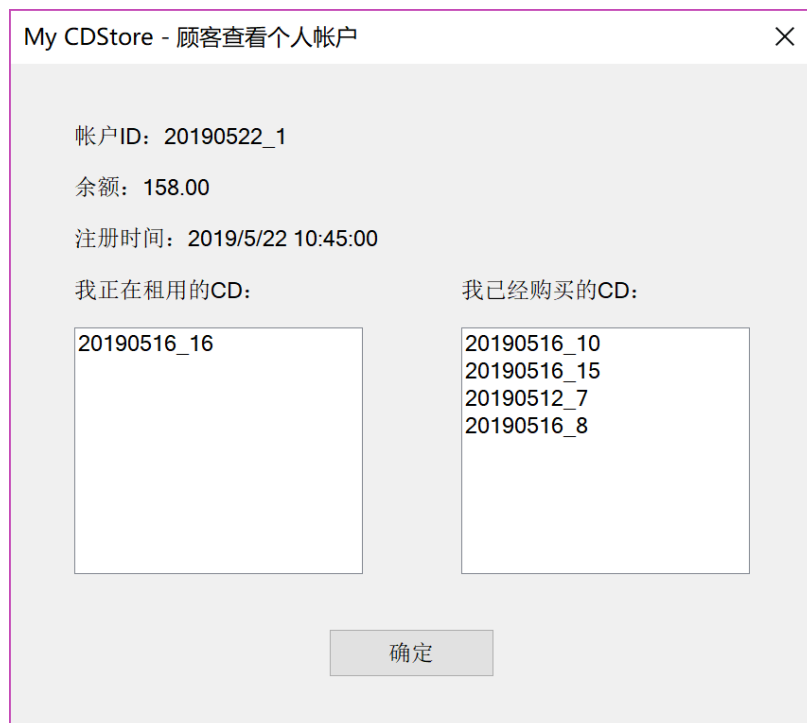 My CDStore - 顾客查看个人帐户
帐户ID：20190522_1
余额：158.00
注册时间：2019/5/22 10:45:00
我正在租用的CD：
20190516_16
我已经购买的CD：
20190516_10
20190516_15
20190512_7
20190516_8
确定